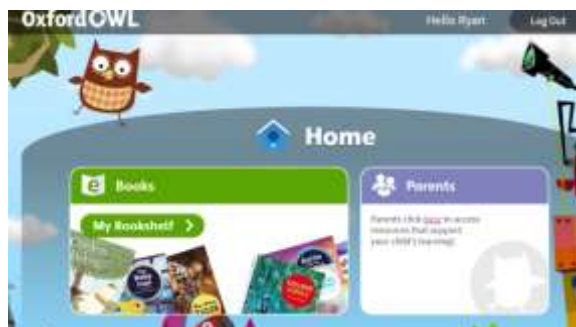 OxfordOWL
Hello Ryan
Log Out
Home
e Books
Parents
My Bookshelf
Parents click here to access
resources that support
your child's learning!